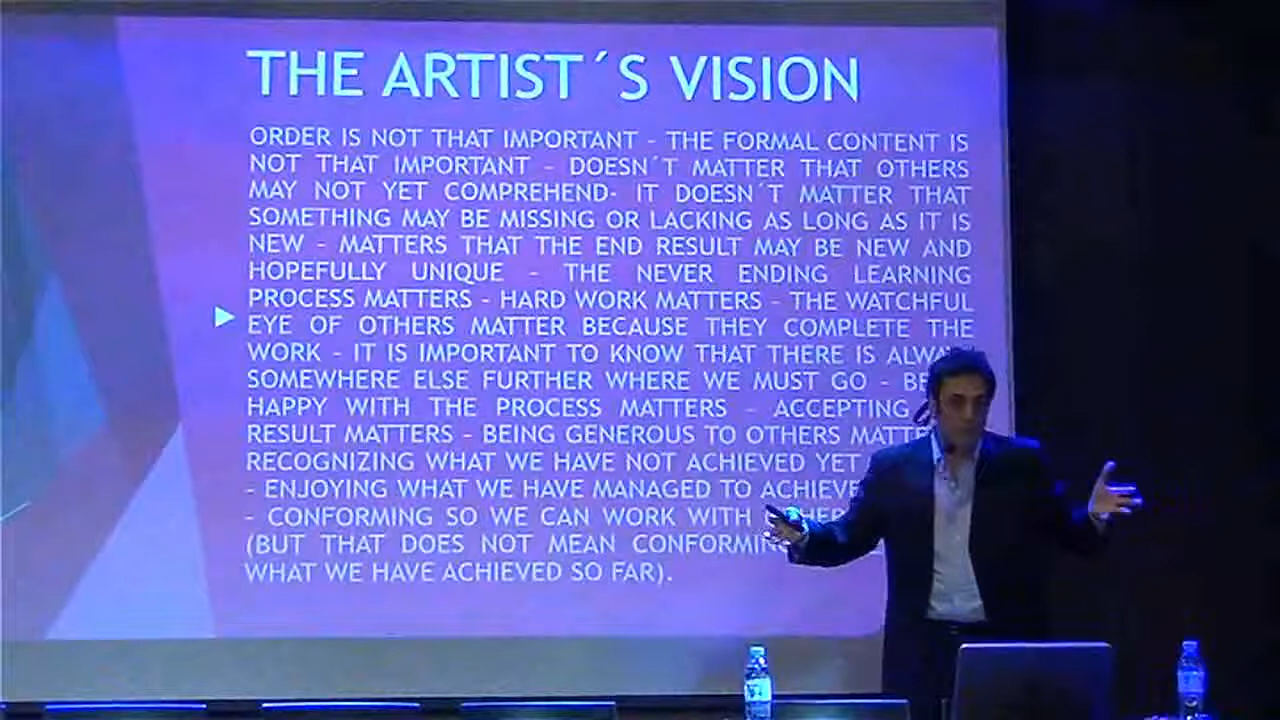 THE ARTIST´S VISION
ORDER IS NOT THAT IMPORTANT - THE FORMAL CONTENT IS
NOT THAT IMPORTANT - DOESN´T MATTER THAT OTHERS
MAY NOT YET COMPREHEND- IT DOESN´T MATTER THAT
SOMETHING MAY BE MISSING OR LACKING AS LONG AS IT IS
NEW - MATTERS THAT THE END RESULT MAY BE NEW AND
HOPEFULLY UNIQUE - THE NEVER ENDING LEARNING
PROCESS MATTERS - HARD WORK MATTERS - THE WATCHFUL
EYE OF OTHERS MATTER BECAUSE THEY COMPLETE THE
WORK - IT IS IMPORTANT TO KNOW THAT THERE IS
SOMEWHERE ELSE FURTHER WHERE WE MUST GO -
HAPPY WITH THE PROCESS MATTERS - ACCEPTING
RESULT MATTERS - BEING GENEROUS TO OTHERS
RECOGNIZING WHAT WE HAVE NOT ACHIEVED YET
- ENJOYING WHAT WE HAVE MANAGED TO ACHIEVE
- CONFORMING SO WE CAN WORK WITH
(BUT THAT DOES NOT MEAN CONFORMING
WHAT WE HAVE ACHIEVED SO FAR).